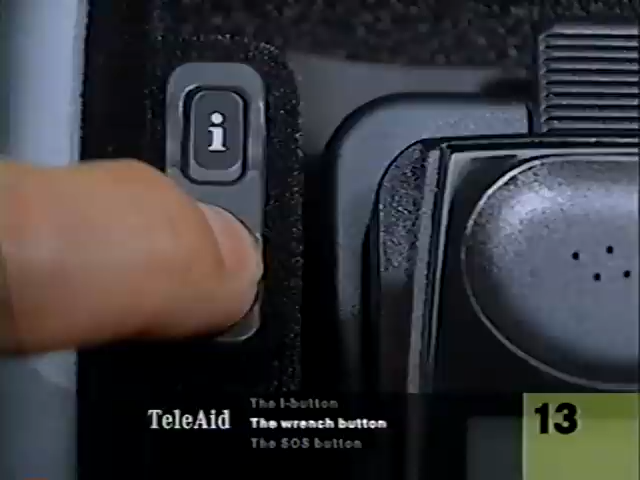 i
The I-button
TeleAid The wrench button
The SOS button
13